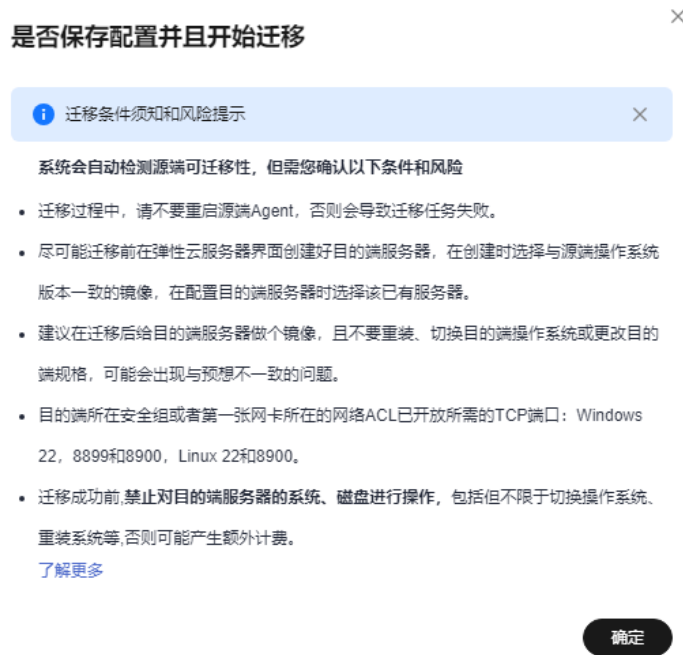 是否保存配置并且开始迁移
迁移条件须知和风险提示
系统会自动检测源端可迁移性，但需您确认以下条件和风险
迁移过程中，请不要重启源端Agent，否则会导致迁移任务失败。
尽可能迁移前在弹性云服务器界面创建好目的端服务器，在创建时选择与源端操作系统
版本一致的镜像，在配置目的端服务器时选择该已有服务器。
建议在迁移后给目的端服务器做个镜像，且不要重装、切换目的端操作系统或更改目的
端规格，可能会出现与预想不一致的问题。
目的端所在安全组或者第一张网卡所在的网络ACL已开放所需的TCP端口：Windows
22，8899和8900，Linux 22和8900。
迁移成功前,禁止对目的端服务器的系统、磁盘进行操作，包括但不限于切换操作系统、
重装系统等,否则可能产生额外计费。
了解更多
确定